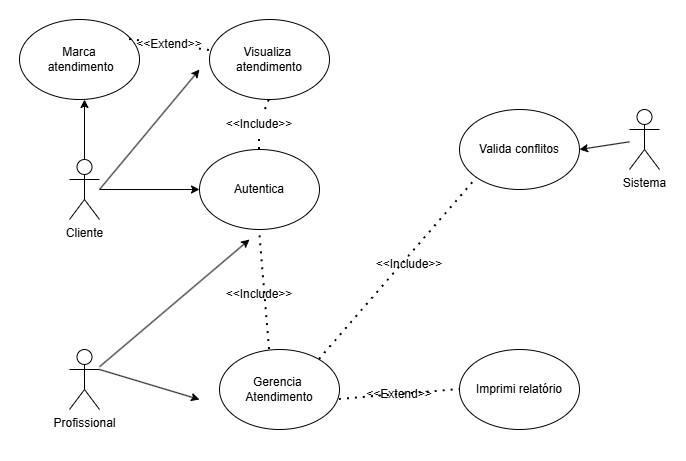 Marca
atendimento
<<Extend>>
Visualiza
atendimento
<<Include>>
Valida conflitos
Sistema
Autentica
Cliente
<<Include>>
<<Include>>
Gerencia
Atendimento
<<Extend>>
Imprimi relatório
Profissional